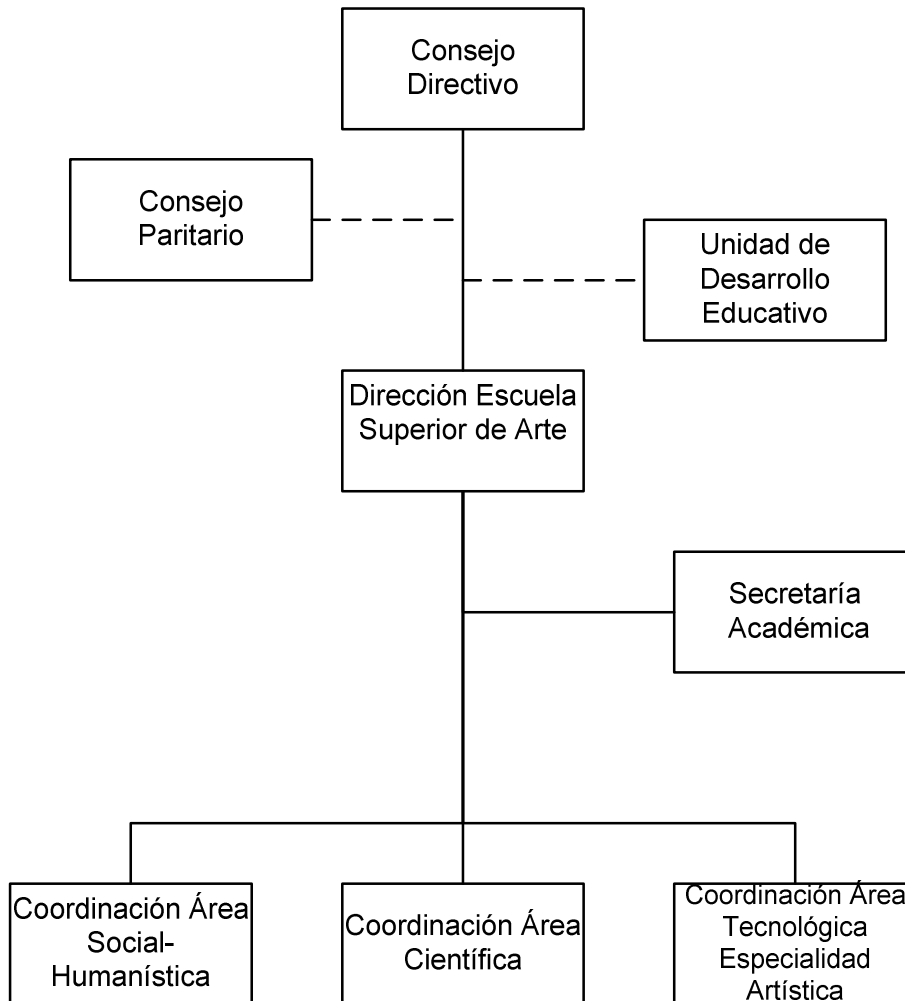 Consejo
Directivo
Consejo
Paritario
Unidad de
Desarrollo
Educativo
Dirección Escuela
Superior de Arte
Secretaría
Académica
Coordinación Área
Social-
Humanística
Coordinación Área
Científica
Coordinación Área
Tecnológica
Especialidad
Artística